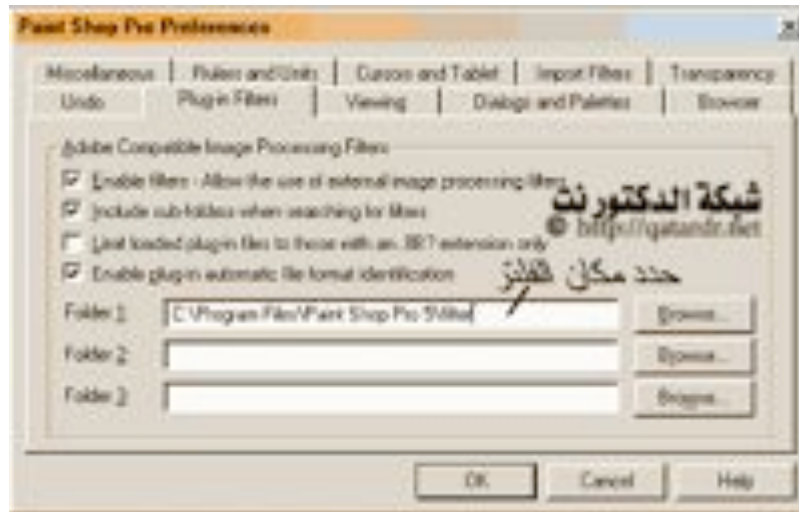 Paint Shop Pro Preferences
Miscellaneous Rulers and Units Cursors and Tablet Import Filters Transparency
Undo Plug-in Filters Viewing Dialogs and Palettes Browser
Adobe Compatible Image Processing Filters
Enable filters - Allow the use of external image processing filters
شبكة الدكتور نت
Include sub-folders when searching for filters
© http://qatardr.net
Limit loaded plug-in files to those with an .8B? extension only
Enable plug-in automatic file format identification
حدد مكان الفلتر
Folder 1: C:\Program Files\Paint Shop Pro 5\filter Browse...
Folder 2: Browse...
Folder 3: Browse...
OK Cancel Help